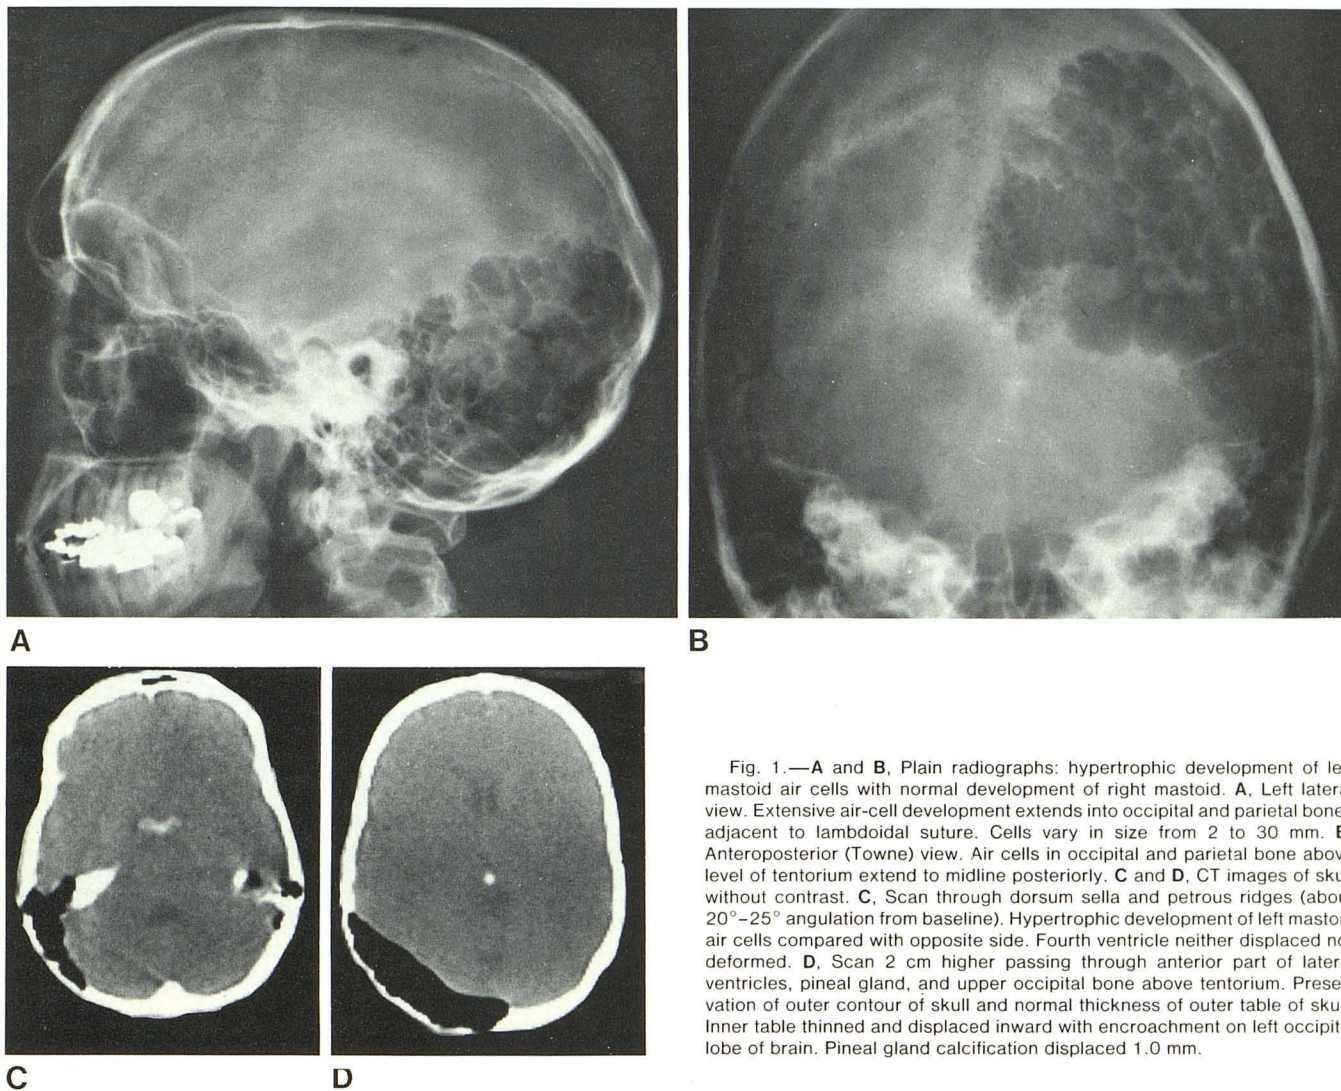 A
B
C
D
Fig. 1.—A and B, Plain radiographs: hypertrophic development of le
mastoid air cells with normal development of right mastoid. A, Left latera
view. Extensive air-cell development extends into occipital and parietal bone
adjacent to lambdoidal suture. Cells vary in size from 2 to 30 mm. B
Anteroposterior (Towne) view. Air cells in occipital and parietal bone abov
level of tentorium extend to midline posteriorly. C and D, CT images of sku
without contrast. C, Scan through dorsum sella and petrous ridges (abou
20°–25° angulation from baseline). Hypertrophic development of left mastoi
air cells compared with opposite side. Fourth ventricle neither displaced no
deformed. D, Scan 2 cm higher passing through anterior part of latera
ventricles, pineal gland, and upper occipital bone above tentorium. Prese
vation of outer contour of skull and normal thickness of outer table of sku
Inner table thinned and displaced inward with encroachment on left occipit
lobe of brain. Pineal gland calcification displaced 1.0 mm.